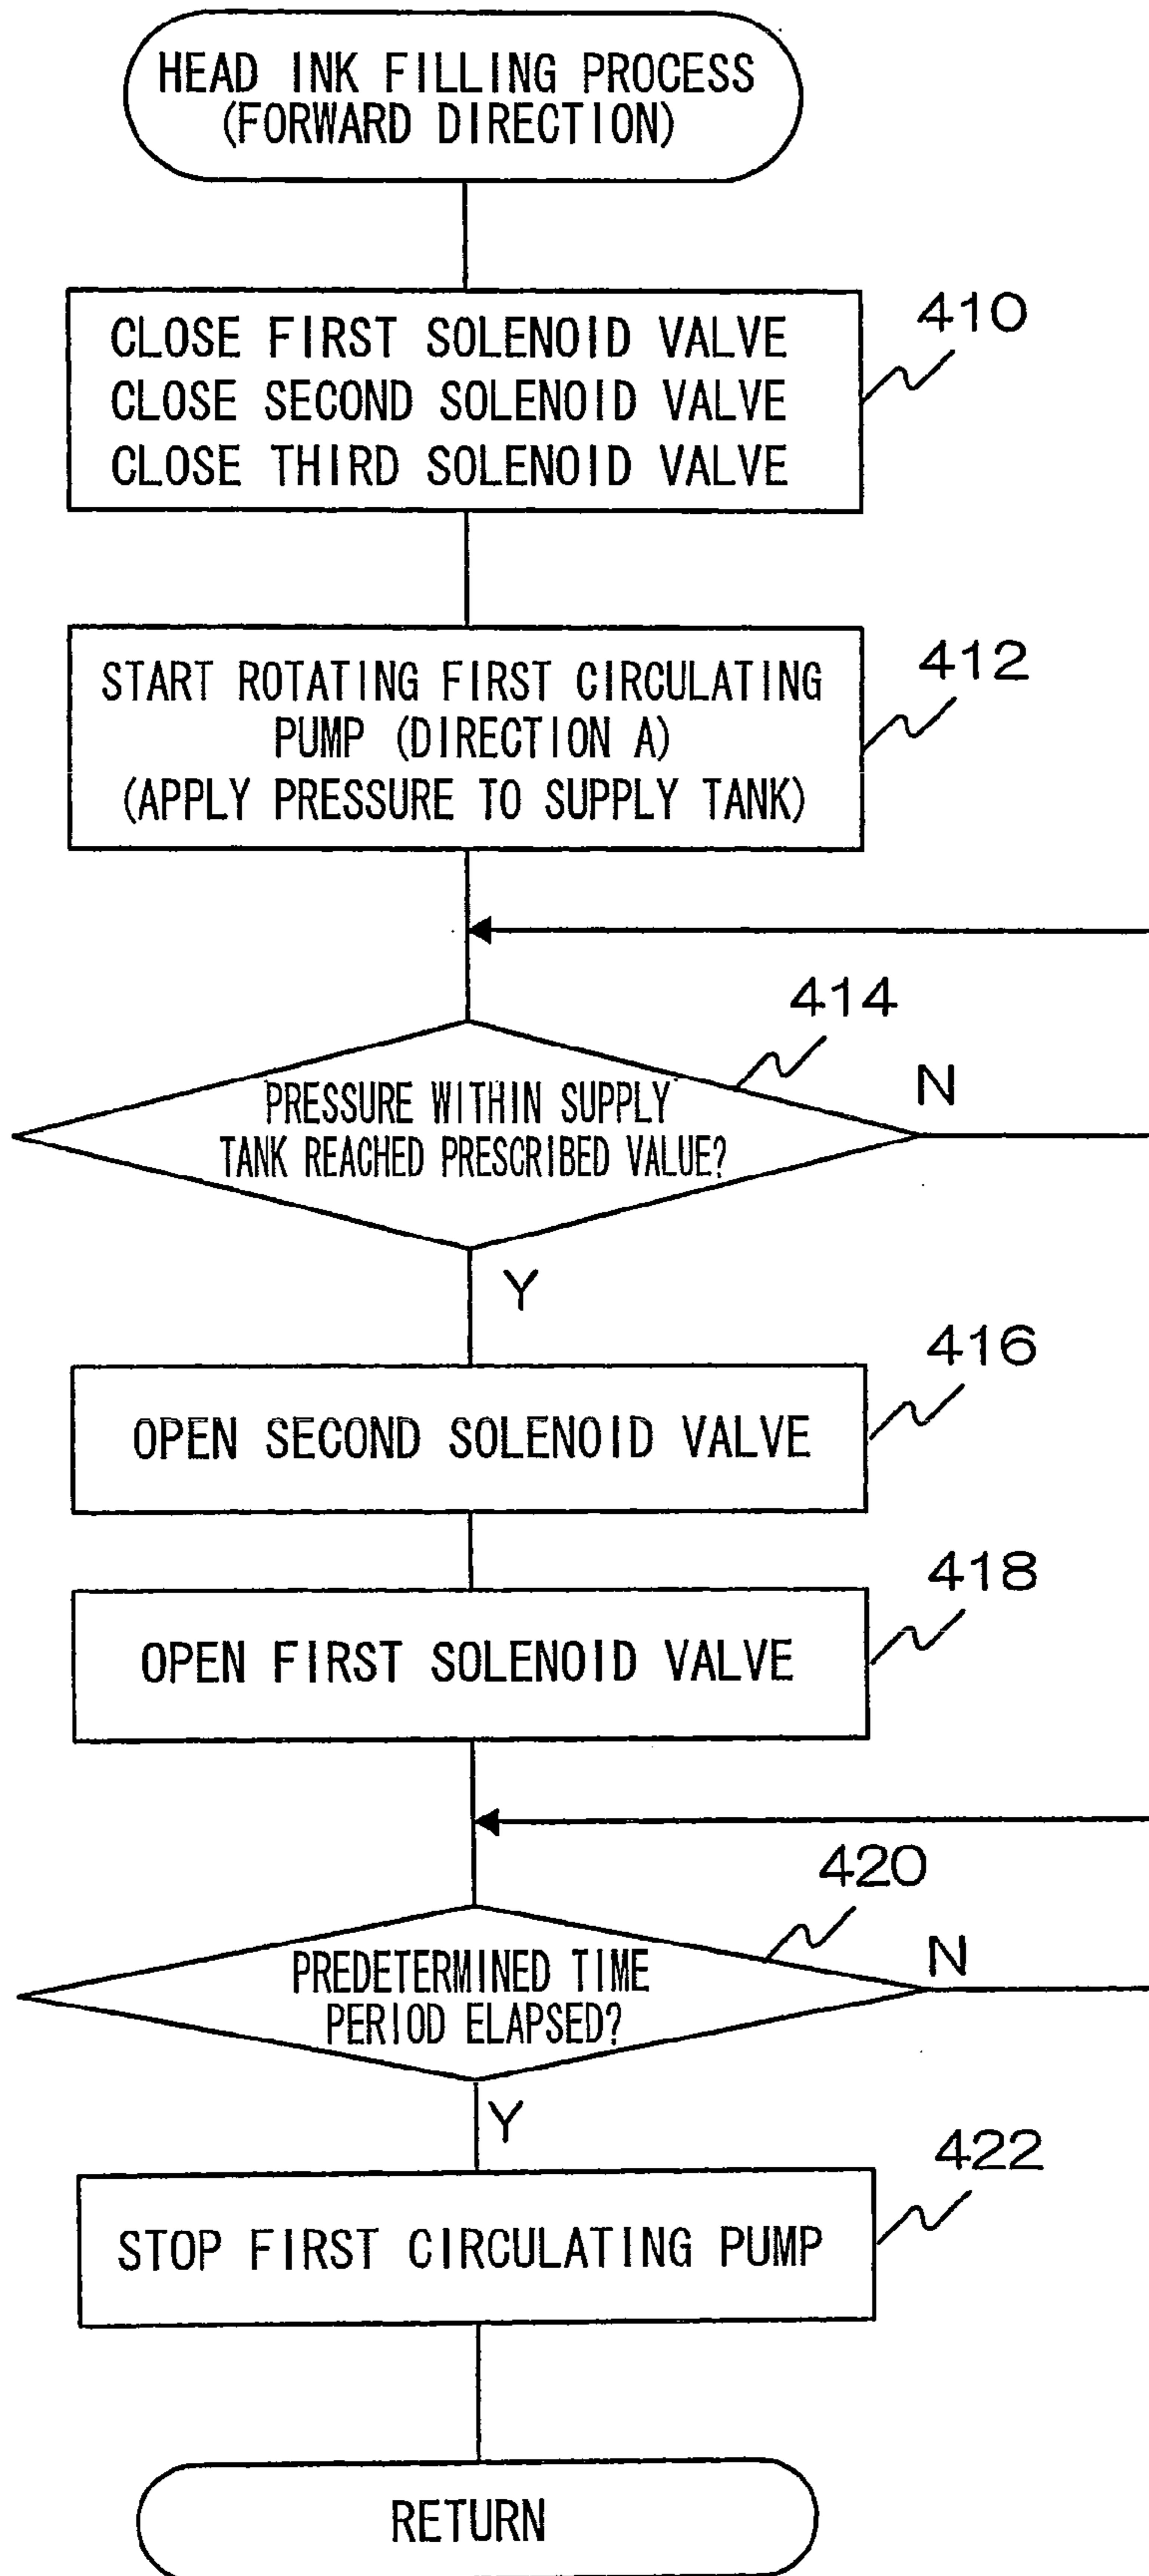 HEAD INK FILLING PROCESS
(FORWARD DIRECTION)
410
CLOSE FIRST SOLENOID VALVE
CLOSE SECOND SOLENOID VALVE
CLOSE THIRD SOLENOID VALVE
412
START ROTATING FIRST CIRCULATING
PUMP (DIRECTION A)
(APPLY PRESSURE TO SUPPLY TANK)
414
N
PRESSURE WITHIN SUPPLY
TANK REACHED PRESCRIBED VALUE?
Y
416
OPEN SECOND SOLENOID VALVE
418
OPEN FIRST SOLENOID VALVE
420
N
PREDETERMINED TIME
PERIOD ELAPSED?
Y
422
STOP FIRST CIRCULATING PUMP
RETURN